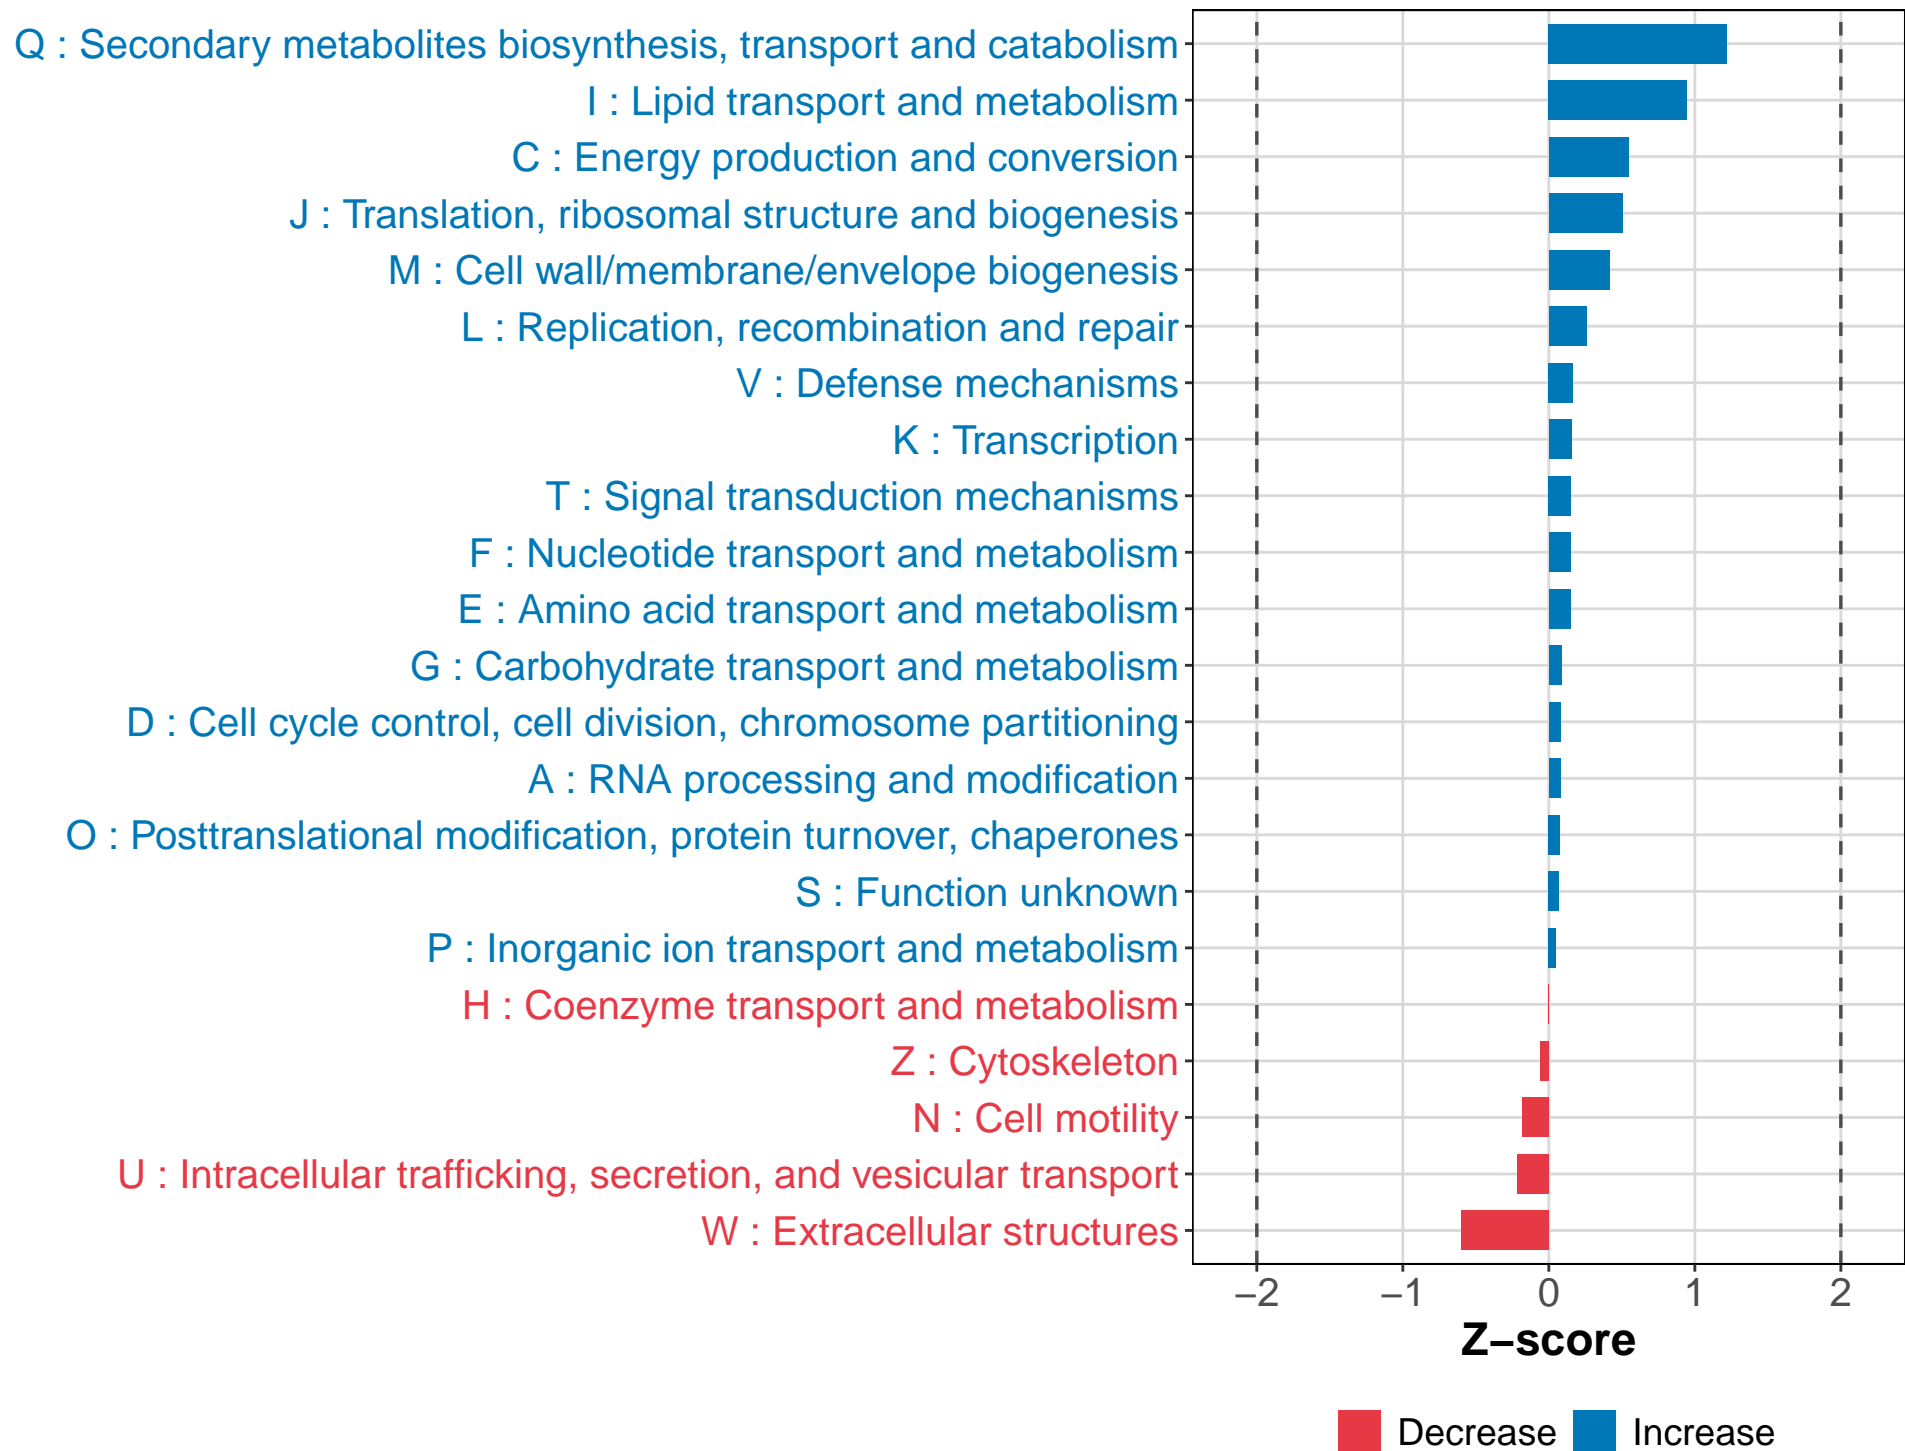 Q : Secondary metabolites biosynthesis, transport and catabolism
I : Lipid transport and metabolism
C : Energy production and conversion
J : Translation, ribosomal structure and biogenesis
M : Cell wall/membrane/envelope biogenesis
L : Replication, recombination and repair
V : Defense mechanisms
K : Transcription
T : Signal transduction mechanisms
F : Nucleotide transport and metabolism
E : Amino acid transport and metabolism
G : Carbohydrate transport and metabolism
D : Cell cycle control, cell division, chromosome partitioning
A : RNA processing and modification
O : Posttranslational modification, protein turnover, chaperones
S : Function unknown
P : Inorganic ion transport and metabolism
H : Coenzyme transport and metabolism
Z : Cytoskeleton
N : Cell motility
U : Intracellular trafficking, secretion, and vesicular transport
W : Extracellular structures
−2 −1 0 1 2
Z−score
Decrease Increase